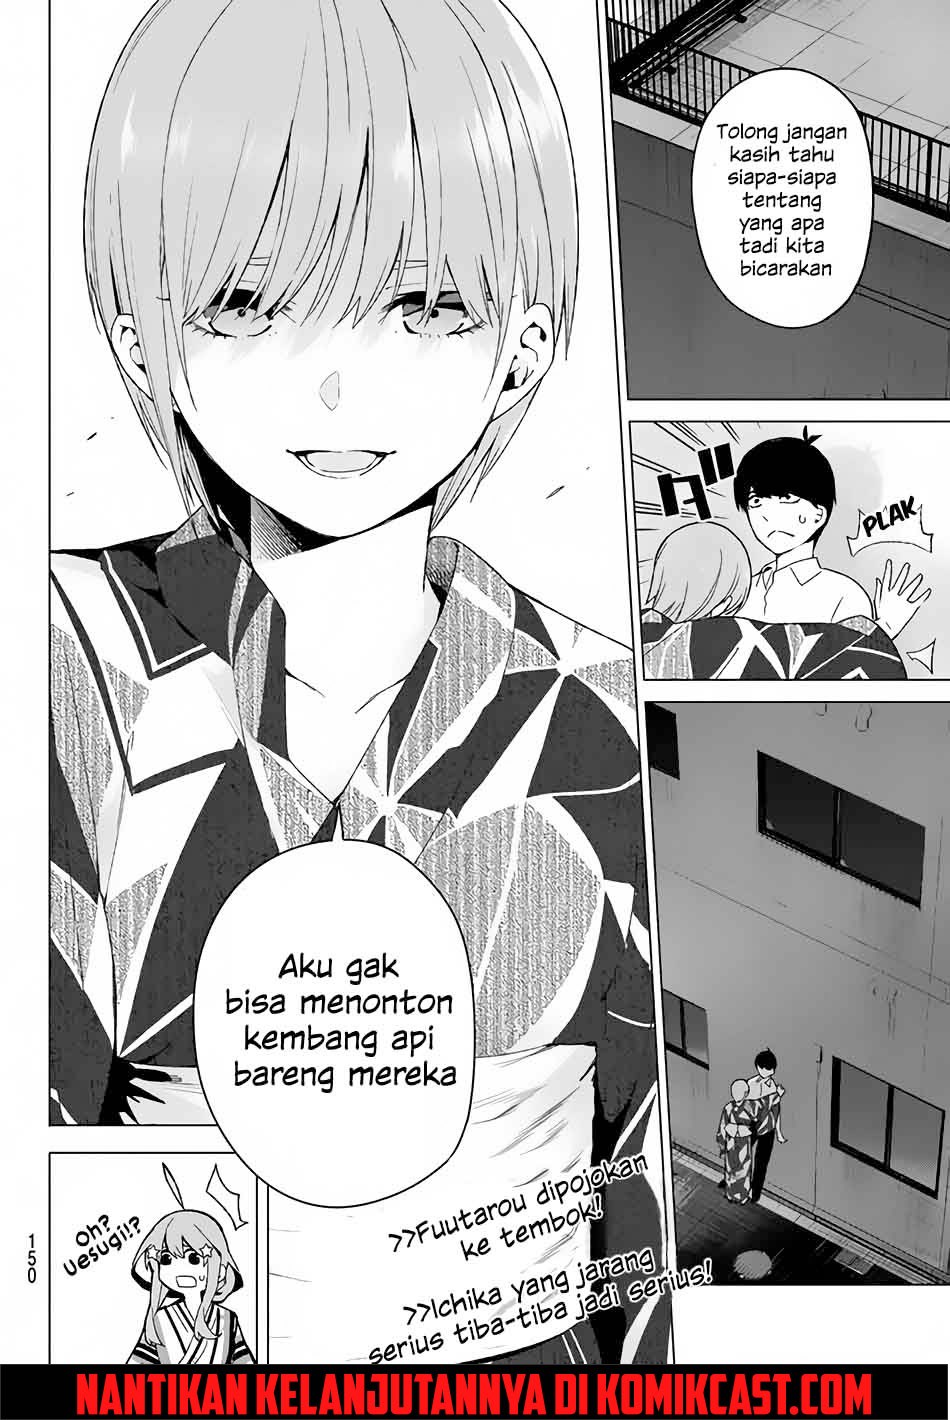 Tolong jangan
kasih tahu
siapa-siapa
tentang
yang apa
tadi kita
bicarakan
ダッ
PLAK
Aku gak
bisa menonton
kembang api
bareng mereka
oh?
Uesugi!?
>>Fuutarou dipojokan
ke tembok!
>>Ichika yang jarang
serius tiba-tiba jadi serius!
150
NANTIKAN KELANJUTANNYA DI KOMIKCAST.COM